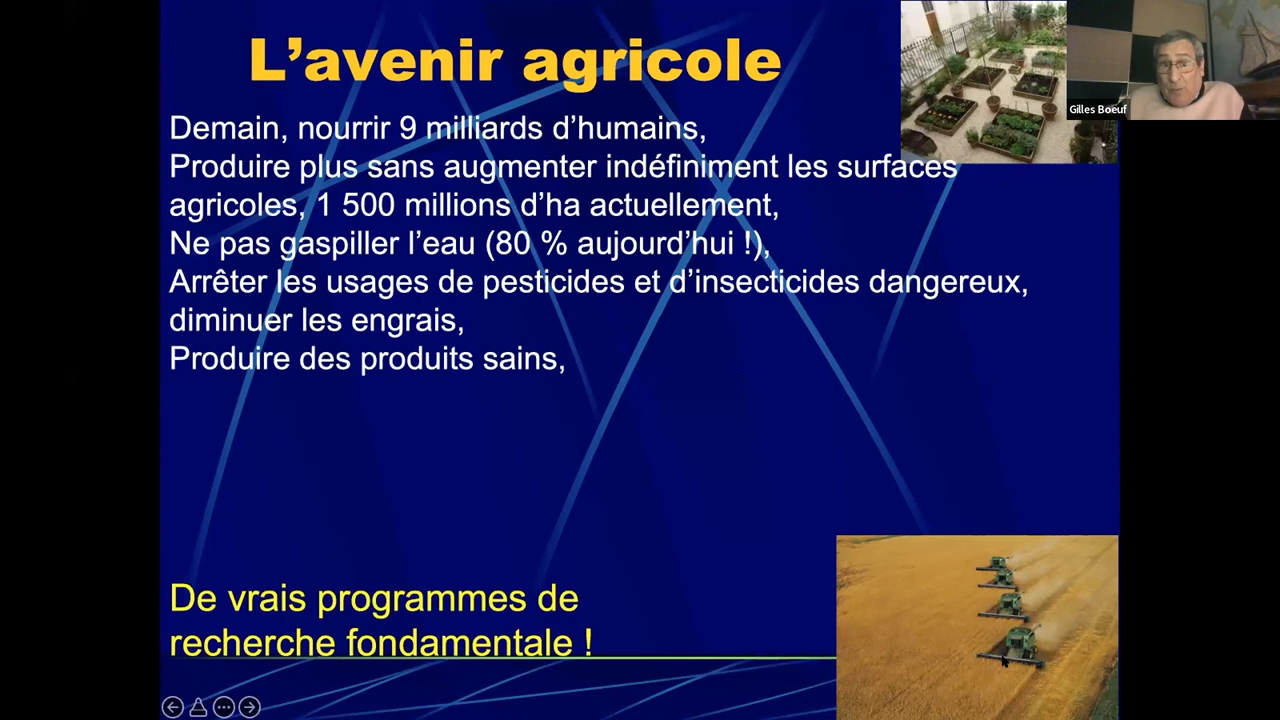 L’avenir agricole
Gilles Boeuf
Demain, nourrir 9 milliards d’humains,
Produire plus sans augmenter indéfiniment les surfaces
agricoles, 1 500 millions d’ha actuellement,
Ne pas gaspiller l’eau (80 % aujourd’hui !),
Arrêter les usages de pesticides et d’insecticides dangereux,
diminuer les engrais,
Produire des produits sains,
De vrais programmes de
recherche fondamentale !